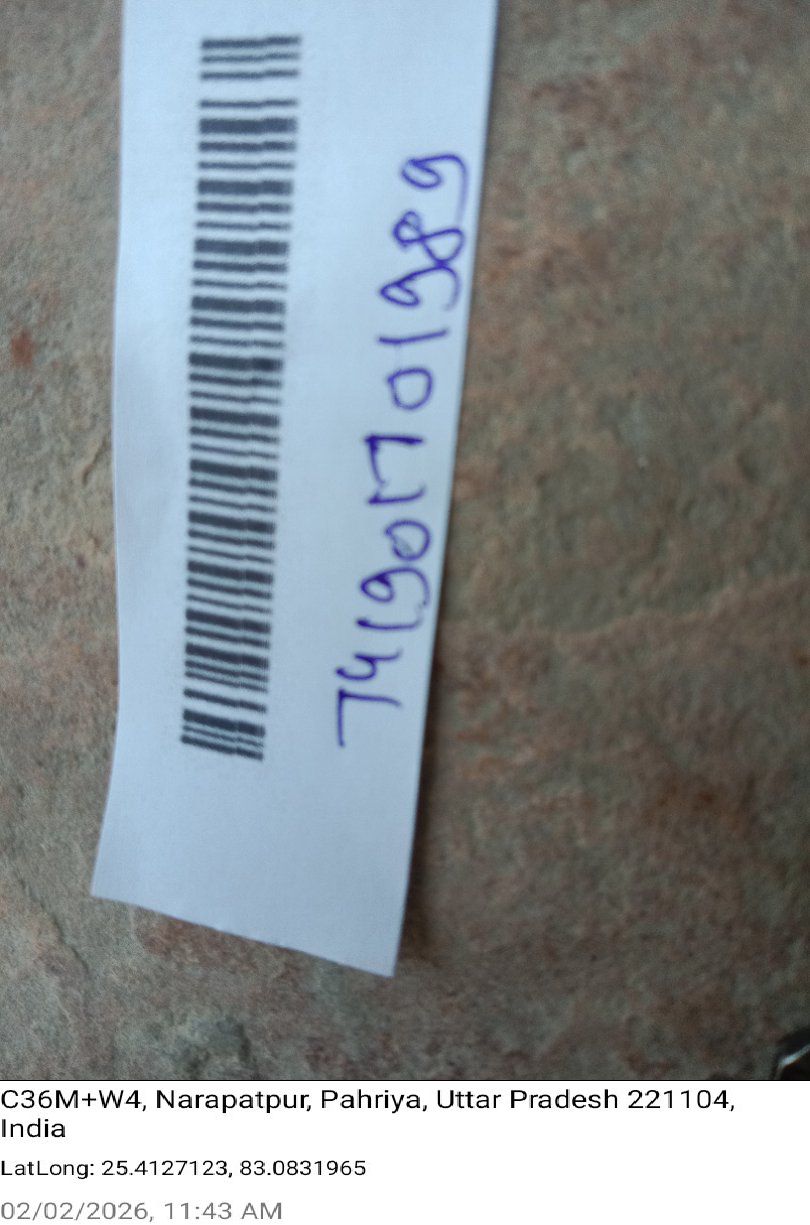 741901701989
C36M+W4, Narapatpur, Pahriya, Uttar Pradesh 221104,
India
LatLong: 25.4127123, 83.0831965
02/02/2026, 11:43 AM